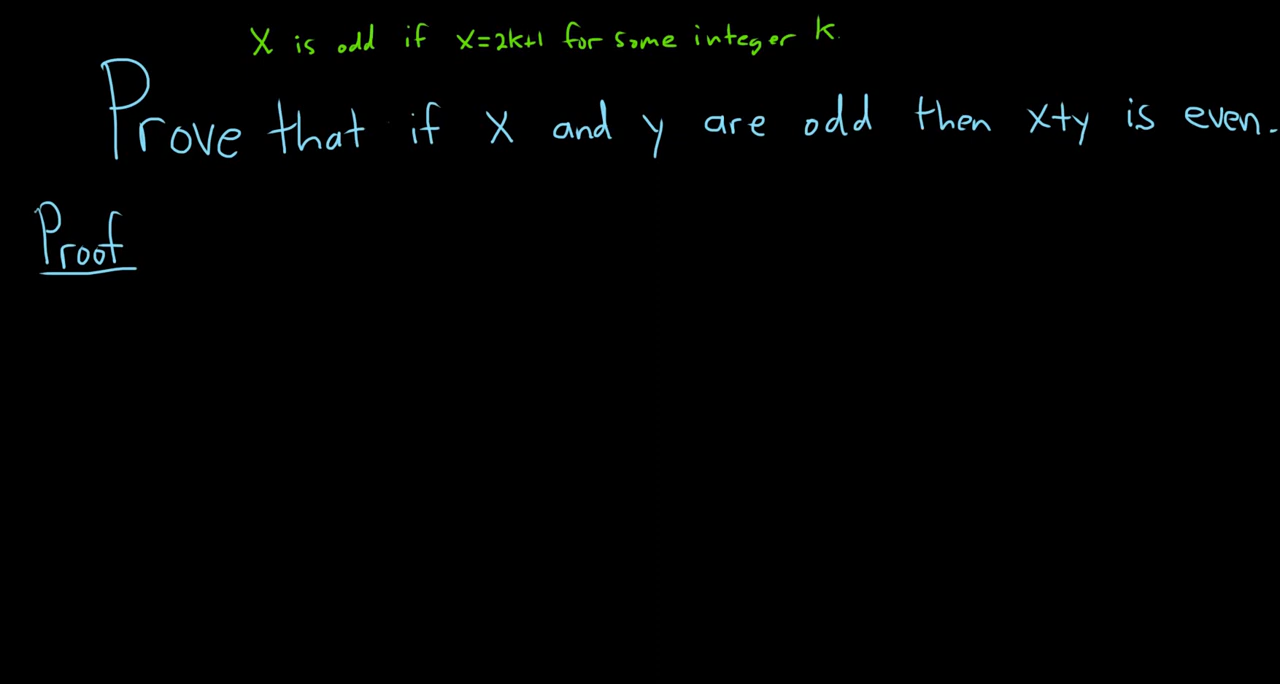 X is odd if x=2k+1 for some integer k.
Prove that if X and y are odd then x+y is even.
Proof